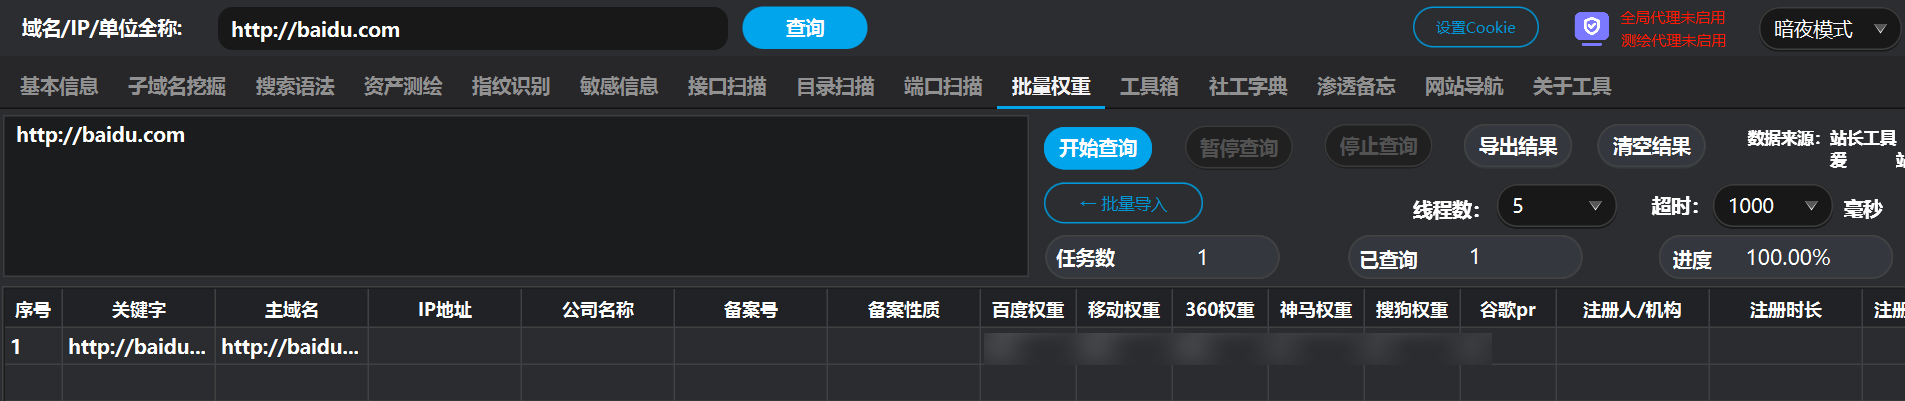 域名/IP/单位全称: http://baidu.com 查询 设置Cookie 全局代理未启用 暗夜模式
测绘代理未启用
基本信息 子域名挖掘 搜索语法 资产测绘 指纹识别 敏感信息 接口扫描 目录扫描 端口扫描 批量权重 工具箱 社工字典 渗透备忘 网站导航 关于工具
http://baidu.com
开始查询 暂停查询 停止查询 导出结果 清空结果 数据来源: 站长工具
爱 站
←批量导入 线程数: 5 超时: 1000 毫秒
任务数 1 已查询 1 进度 100.00%
序号 关键字 主域名 IP地址 公司名称 备案号 备案性质 百度权重 移动权重 360权重 神马权重 搜狗权重 谷歌pr 注册人/机构 注册时长 注册
1 http://baidu... http://baidu...